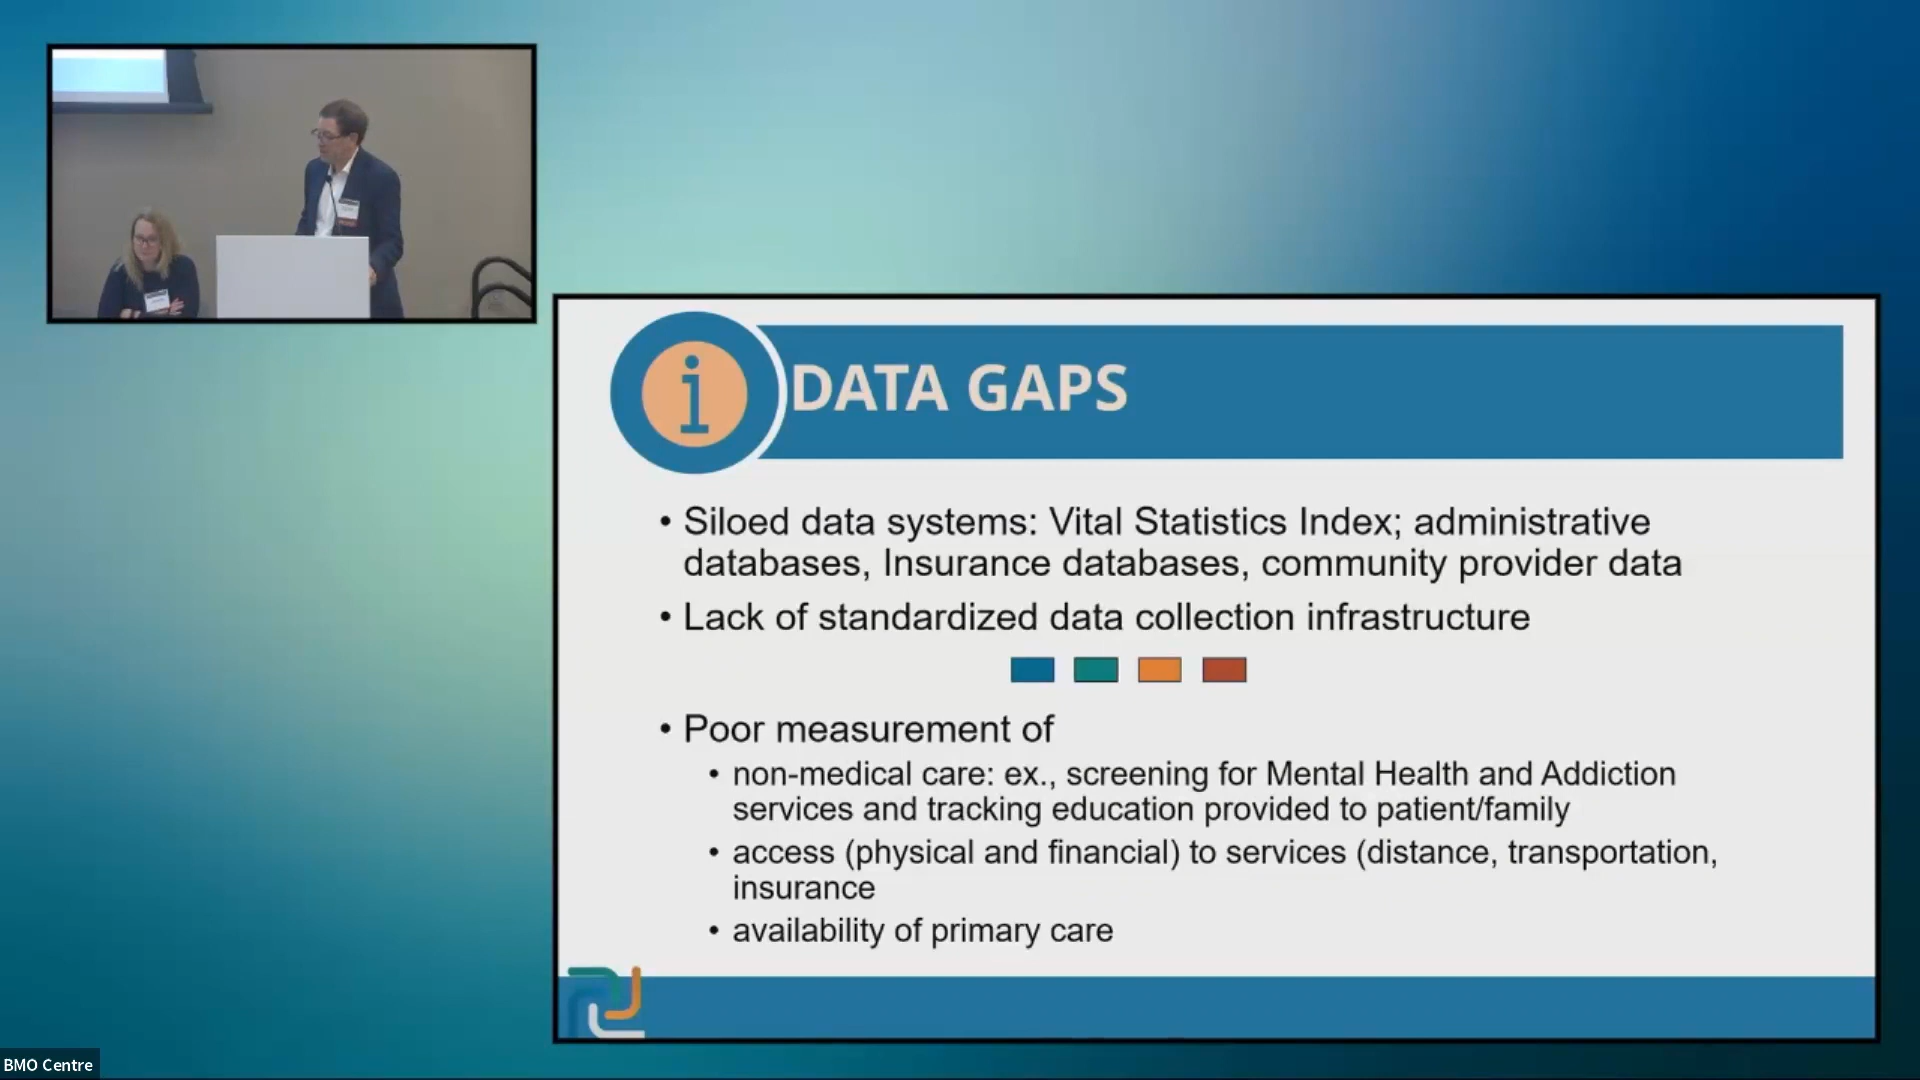 i DATA GAPS
• Siloed data systems: Vital Statistics Index; administrative
databases, Insurance databases, community provider data
• Lack of standardized data collection infrastructure
• Poor measurement of
• non-medical care: ex., screening for Mental Health and Addiction
services and tracking education provided to patient/family
• access (physical and financial) to services (distance, transportation,
insurance
• availability of primary care
BMO Centre